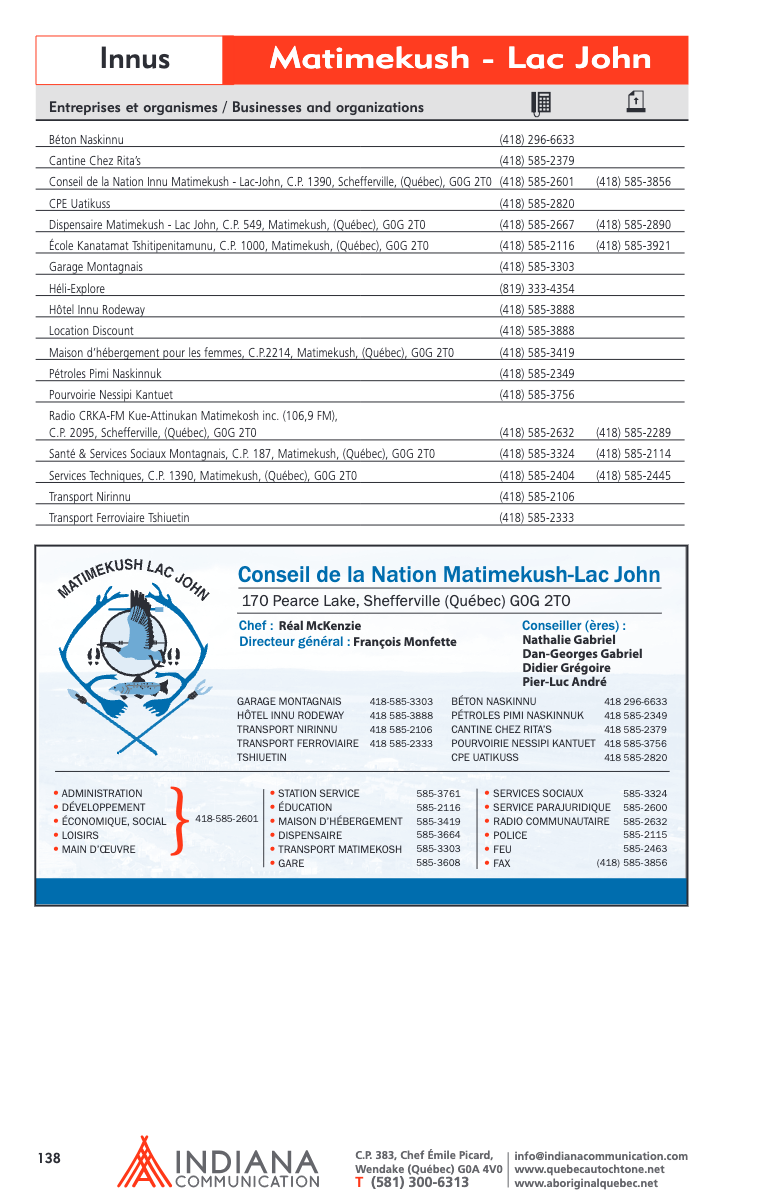 Innus
Matimekush - Lac John
Entreprises et organismes / Businesses and organizations
Béton Naskinnu (418) 296-6633
Cantine Chez Rita's (418) 585-2379
Conseil de la Nation Innu Matimekush - Lac-John, C.P. 1390, Schefferville, (Québec), G0G 2T0 (418) 585-2601 (418) 585-3856
CPE Uatikuss (418) 585-2820
Dispensaire Matimekush - Lac John, C.P. 549, Matimekush, (Québec), G0G 2T0 (418) 585-2667 (418) 585-2890
École Kanatamat Tshitipenitamunu, C.P. 1000, Matimekush, (Québec), G0G 2T0 (418) 585-2116 (418) 585-3921
Garage Montagnais (418) 585-3303
Héli-Explore (819) 333-4354
Hôtel Innu Rodeway (418) 585-3888
Location Discount (418) 585-3888
Maison d'hébergement pour les femmes, C.P.2214, Matimekush, (Québec), G0G 2T0 (418) 585-3419
Pétroles Pimi Naskinnuk (418) 585-2349
Pourvoirie Nessipi Kantuet (418) 585-3756
Radio CRKA-FM Kue-Attinukan Matimekosh inc. (106,9 FM),
C.P. 2095, Schefferville, (Québec), G0G 2T0 (418) 585-2632 (418) 585-2289
Santé & Services Sociaux Montagnais, C.P. 187, Matimekush, (Québec), G0G 2T0 (418) 585-3324 (418) 585-2114
Services Techniques, C.P. 1390, Matimekush, (Québec), G0G 2T0 (418) 585-2404 (418) 585-2445
Transport Nirinnu (418) 585-2106
Transport Ferroviaire Tshiuetin (418) 585-2333
MATIMEKUSH LAC JOHN
Conseil de la Nation Matimekush-Lac John
170 Pearce Lake, Shefferville (Québec) G0G 2T0
Chef : Réal McKenzie
Directeur général : François Monfette
Conseiller (ères) :
Nathalie Gabriel
Dan-Georges Gabriel
Didier Grégoire
Pier-Luc André
GARAGE MONTAGNAIS 418-585-3303
HÔTEL INNU RODEWAY 418 585-3888
TRANSPORT NIRINNU 418 585-2106
TRANSPORT FERROVIAIRE 418 585-2333
TSHIUETIN
BÉTON NASKINNU 418 296-6633
PÉTROLES PIMI NASKINNUK 418 585-2349
CANTINE CHEZ RITA'S 418 585-2379
POURVOIRIE NESSIPI KANTUET 418 585-3756
CPE UATIKUSS 418 585-2820
• ADMINISTRATION
• DÉVELOPPEMENT
• ÉCONOMIQUE, SOCIAL
• LOISIRS
• MAIN D'ŒUVRE
418-585-2601
• STATION SERVICE 585-3761
• ÉDUCATION 585-2116
• MAISON D'HÉBERGEMENT 585-3419
• DISPENSAIRE 585-3664
• TRANSPORT MATIMEKOSH 585-3303
• GARE 585-3608
• SERVICES SOCIAUX 585-3324
• SERVICE PARAJURIDIQUE 585-2600
• RADIO COMMUNAUTAIRE 585-2632
• POLICE 585-2115
• FEU 585-2463
• FAX (418) 585-3856
138
INDIANA
COMMUNICATION
C.P. 383, Chef Émile Picard,
Wendake (Québec) G0A 4V0
T (581) 300-6313
info@indianacommunication.com
www.quebecautochtone.net
www.aboriginalquebec.net